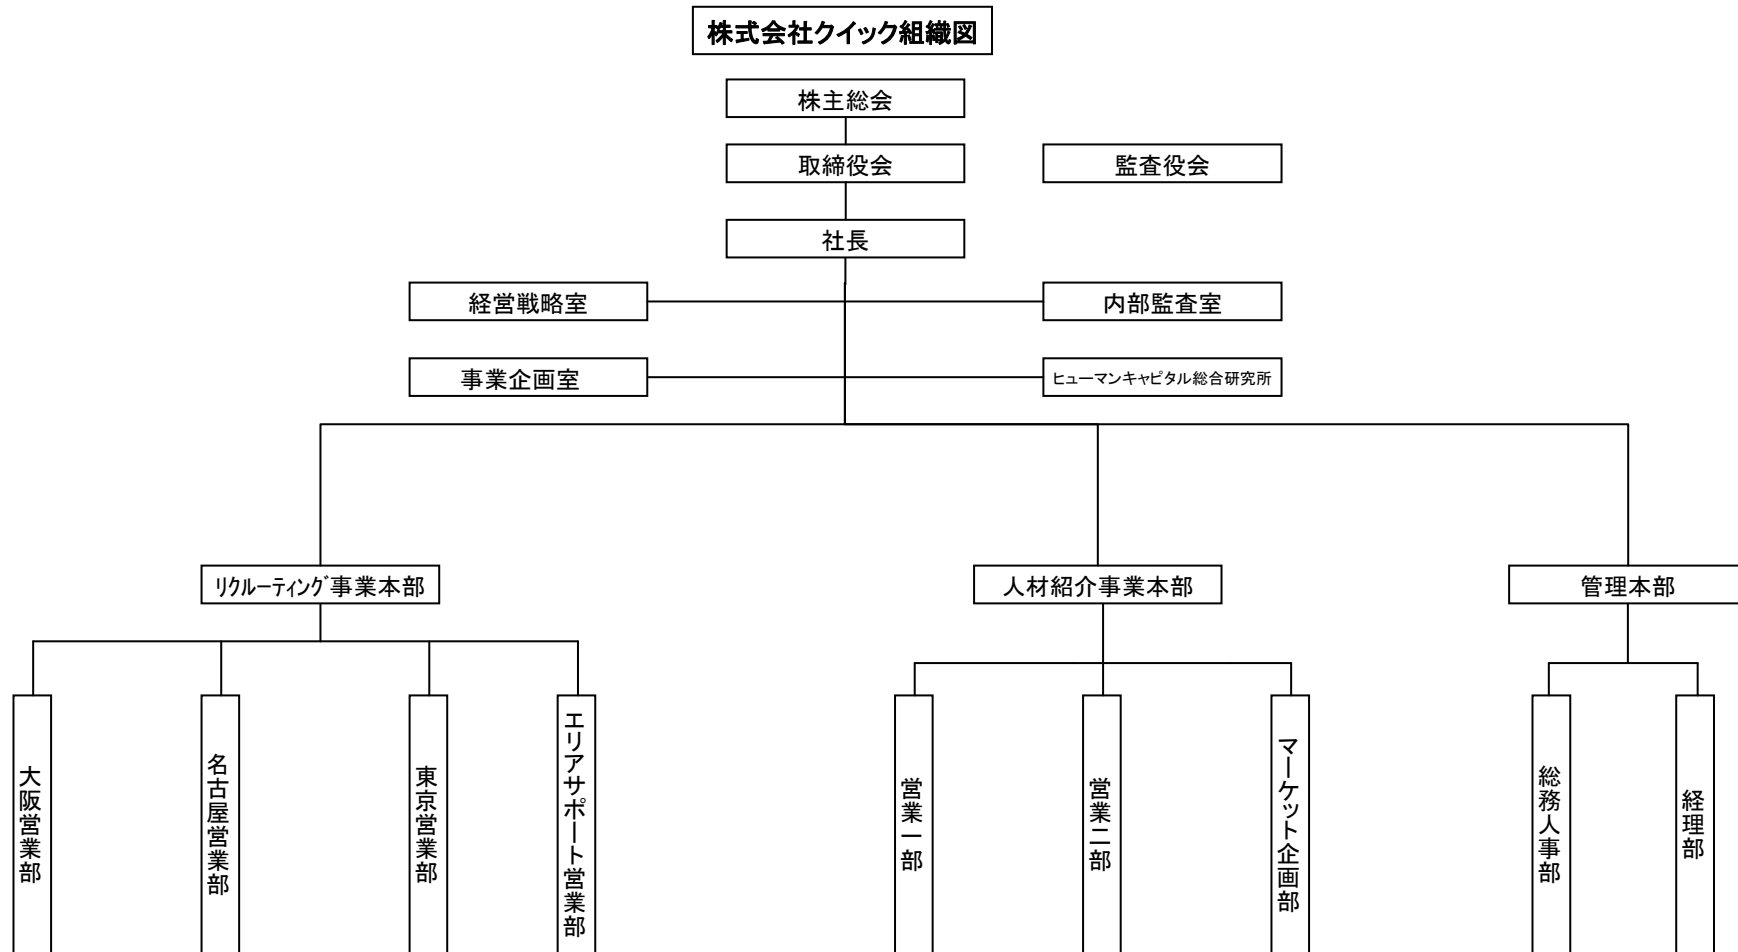 株式会社クイック組織図
株主総会
取締役会
監査役会
社長
経営戦略室
内部監査室
事業企画室
ヒューマンキャピタル総合研究所
ﾘｸﾙｰﾃｨﾝｸﾞ事業本部
人材紹介事業本部
管理本部
大阪営業部
名古屋営業部
東京営業部
エリアサポート営業部
営業一部
営業二部
マーケット企画部
総務人事部
経理部